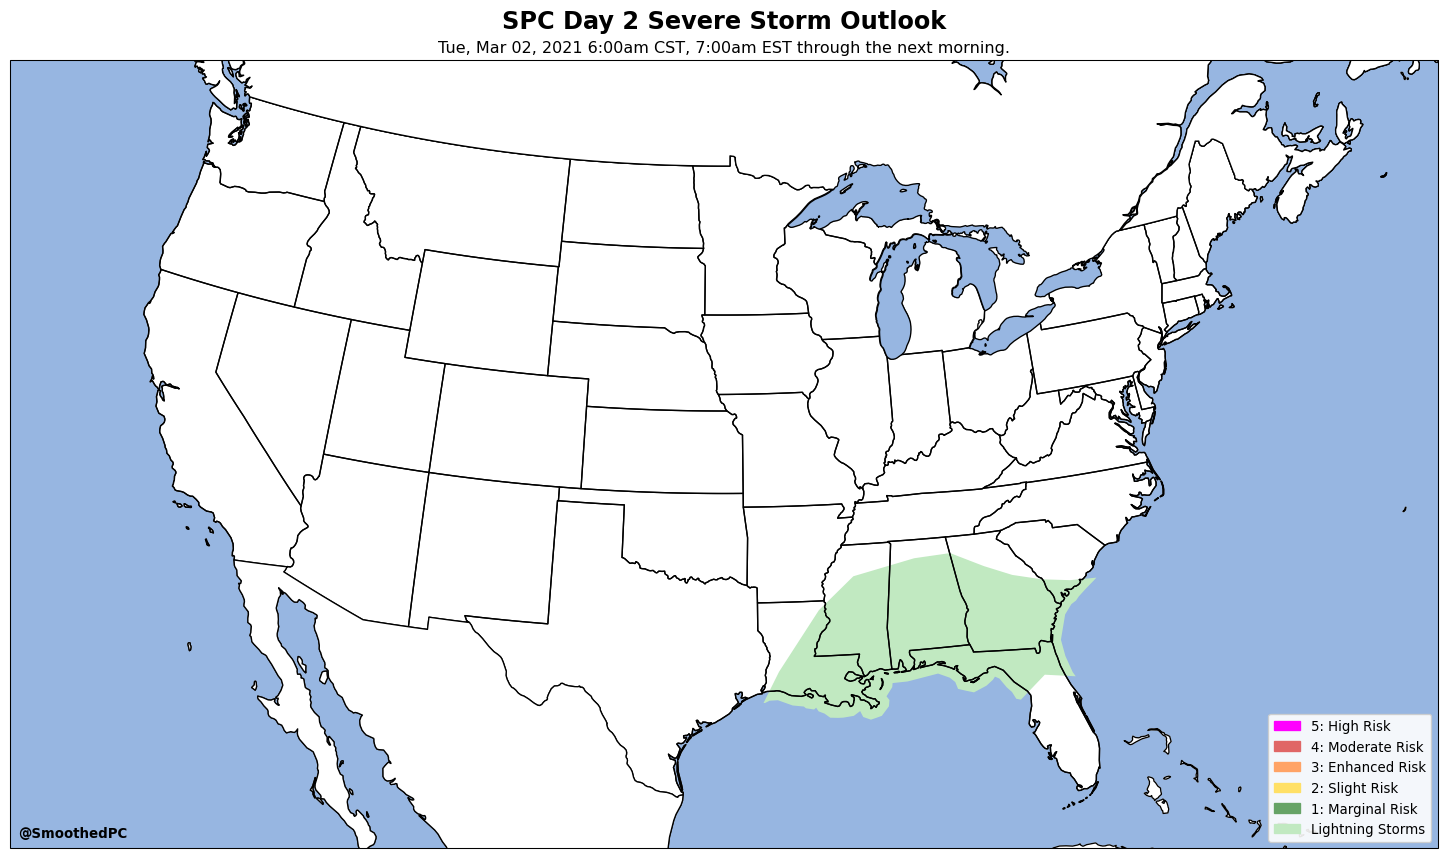 SPC Day 2 Severe Storm Outlook
Tue, Mar 02, 2021 6:00am CST, 7:00am EST through the next morning.
5: High Risk
4: Moderate Risk
3: Enhanced Risk
2: Slight Risk
1: Marginal Risk
Lightning Storms
@SmoothedPC